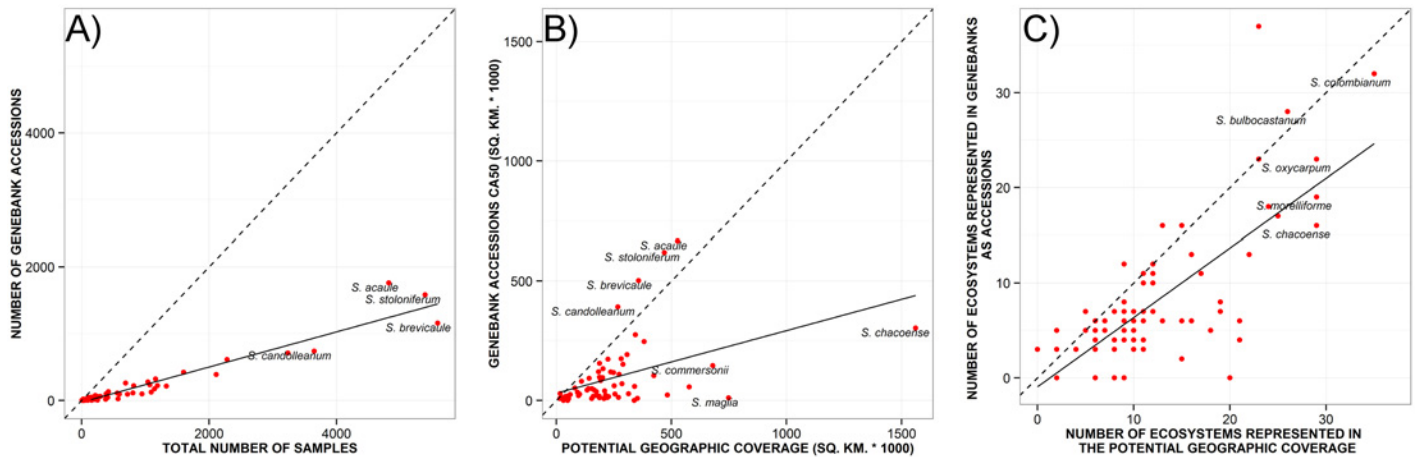 A)
NUMBER OF GENEBANK ACCESSIONS
4000
2000
0
S. acaule
S. stoloniferum
S. brevicaule
S. candolleanum
0 2000 4000
TOTAL NUMBER OF SAMPLES
B)
GENEBANK ACCESSIONS CA50 (SQ. KM. * 1000)
1500
1000
500
0
S. acaule
S. stoloniferum
S. brevicaule
S. candolleanum
S. chacoense
S. commersonii
S. maglia
0 500 1000 1500
POTENTIAL GEOGRAPHIC COVERAGE (SQ. KM. * 1000)
C)
NUMBER OF ECOSYSTEMS REPRESENTED IN GENEBANKS
AS ACCESSIONS
30
20
10
0
S. colombianum
S. bulbocastanum
S. oxycarpum
S. morelliforme
S. chacoense
0 10 20 30
NUMBER OF ECOSYSTEMS REPRESENTED IN
THE POTENTIAL GEOGRAPHIC COVERAGE